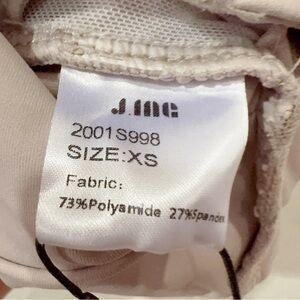 J.ING
2001S998
SIZE:XS
Fabric:
73%Polyamide 27%Spandex